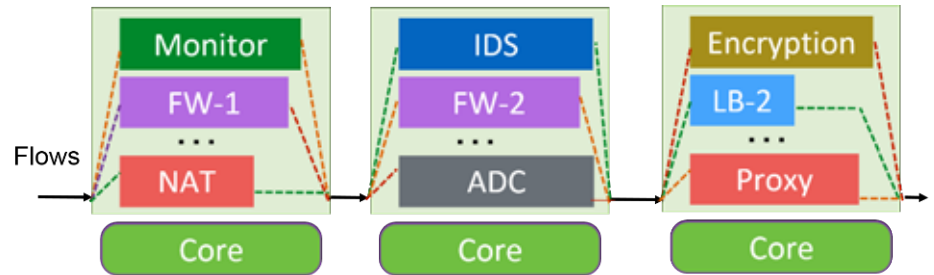 Flows
Monitor
FW-1
...
NAT
Core
IDS
FW-2
...
ADC
Core
Encryption
LB-2
...
Proxy
Core